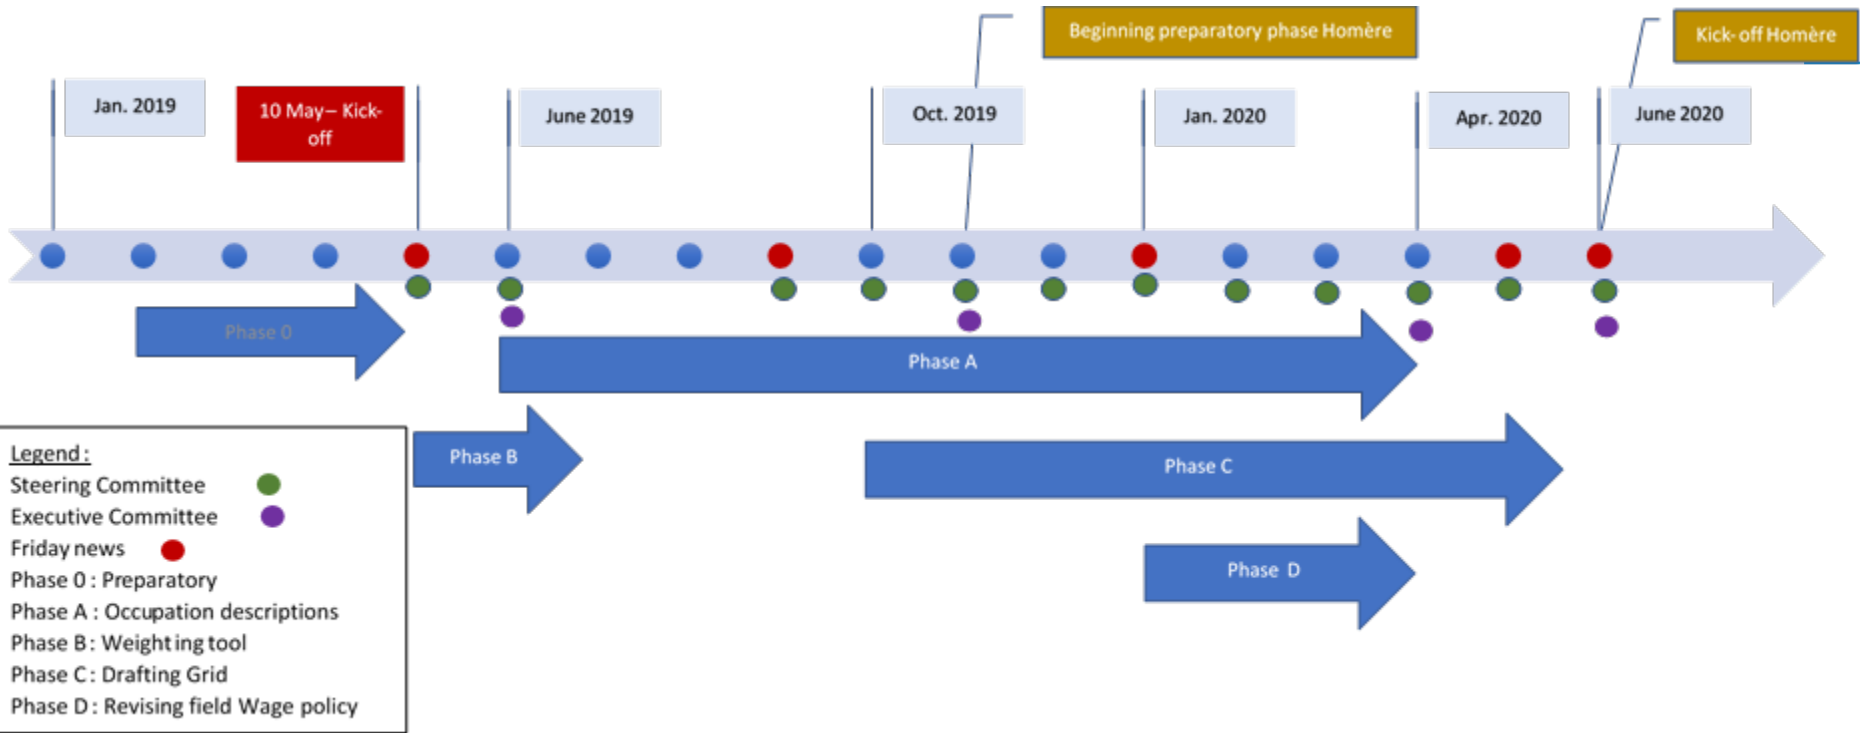 Beginning preparatory phase Homère
Kick- off Homère
Jan. 2019
10 May– Kick-
off
June 2019
Oct. 2019
Jan. 2020
Apr. 2020
June 2020
Phase 0
Phase A
Phase B
Phase C
Phase D
Legend :
Steering Committee
Executive Committee
Friday news
Phase 0 : Preparatory
Phase A : Occupation descriptions
Phase B : Weight ing tool
Phase C : Drafting Grid
Phase D : Revising field Wage policy